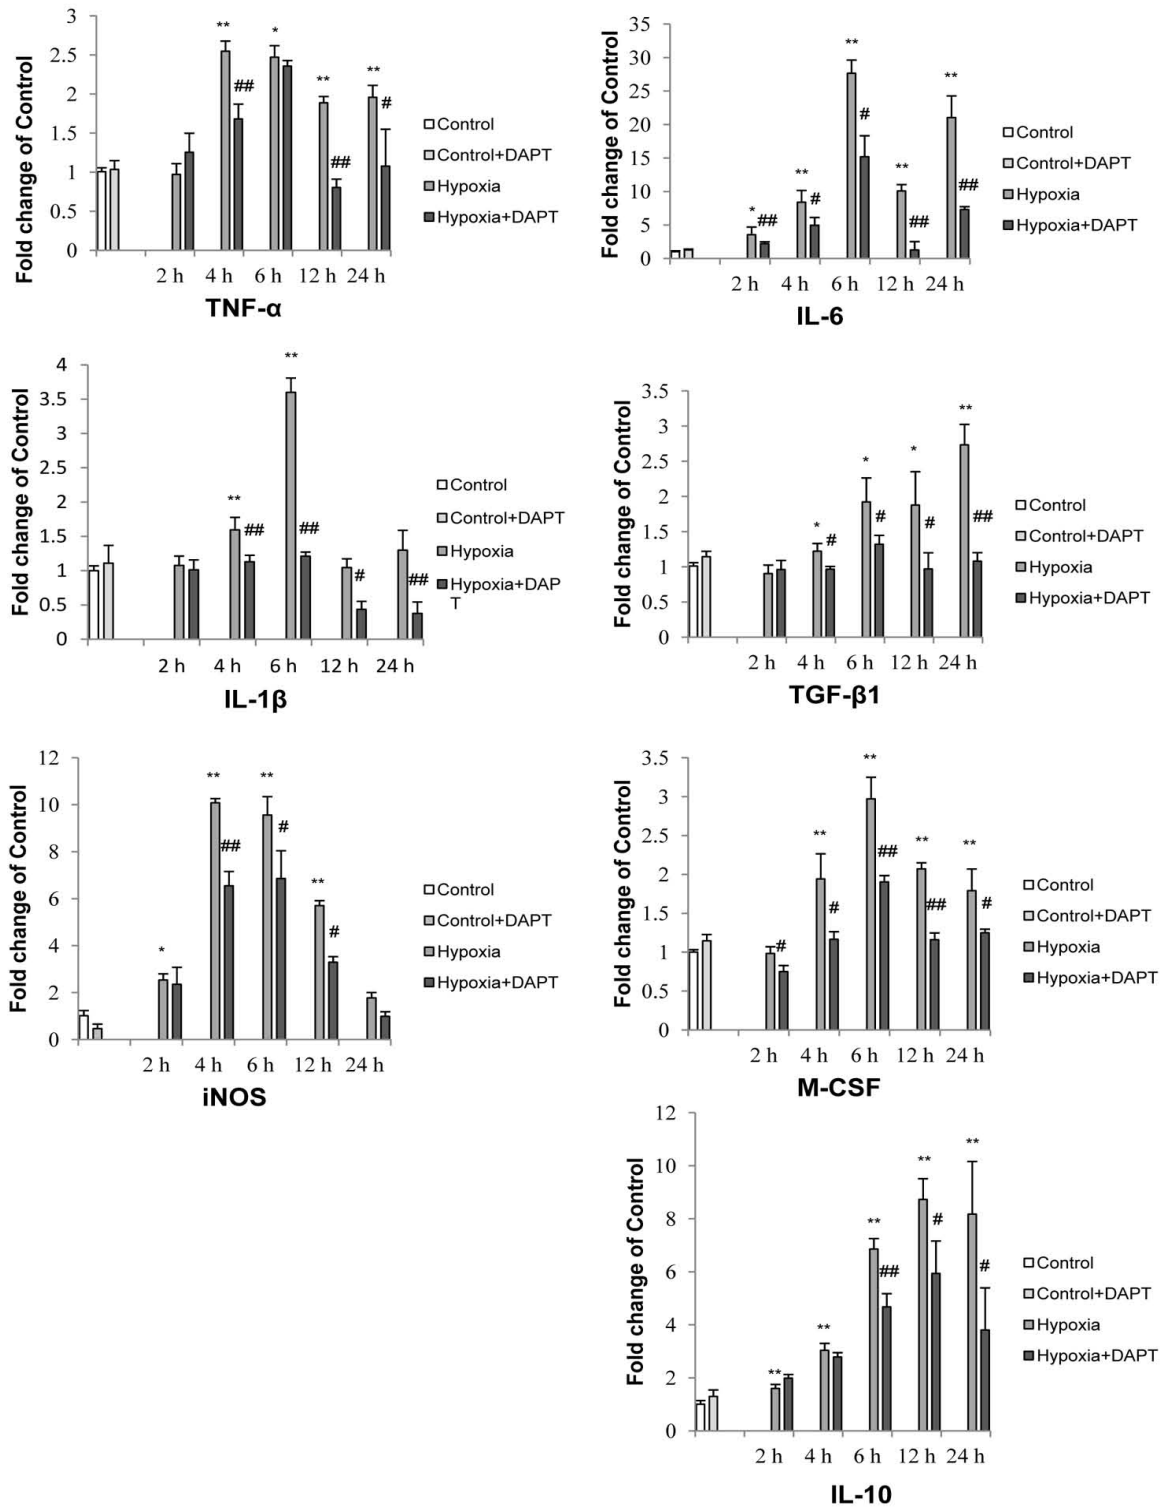 Fold change of Control
3
2.5
2
1.5
1
0.5
0
**
##
*
**
##
**
#
2 h 4 h 6 h 12 h 24 h
TNF-α
Control
Control+DAPT
Hypoxia
Hypoxia+DAPT
Fold change of Control
35
30
25
20
15
10
5
0
*
##
**
#
**
#
**
##
**
##
2 h 4 h 6 h 12 h 24 h
IL-6
Control
Control+DAPT
Hypoxia
Hypoxia+DAPT
Fold change of Control
4
3.5
3
2.5
2
1.5
1
0.5
0
**
##
**
##
#
##
2 h 4 h 6 h 12 h 24 h
IL-1β
Control
Control+DAPT
Hypoxia
Hypoxia+DAP
T
Fold change of Control
3.5
3
2.5
2
1.5
1
0.5
0
*
#
*
#
*
#
**
##
2 h 4 h 6 h 12 h 24 h
TGF-β1
Control
Control+DAPT
Hypoxia
Hypoxia+DAPT
Fold change of Control
12
10
8
6
4
2
0
*
**
##
**
#
**
#
2 h 4 h 6 h 12 h 24 h
iNOS
Control
Control+DAPT
Hypoxia
Hypoxia+DAPT
Fold change of Control
3.5
3
2.5
2
1.5
1
0.5
0
#
**
#
**
##
**
##
**
#
2 h 4 h 6 h 12 h 24 h
M-CSF
Control
Control+DAPT
Hypoxia
Hypoxia+DAPT
Fold change of Control
12
10
8
6
4
2
0
**
**
**
##
**
#
**
#
2 h 4 h 6 h 12 h 24 h
IL-10
Control
Control+DAPT
Hypoxia
Hypoxia+DAPT